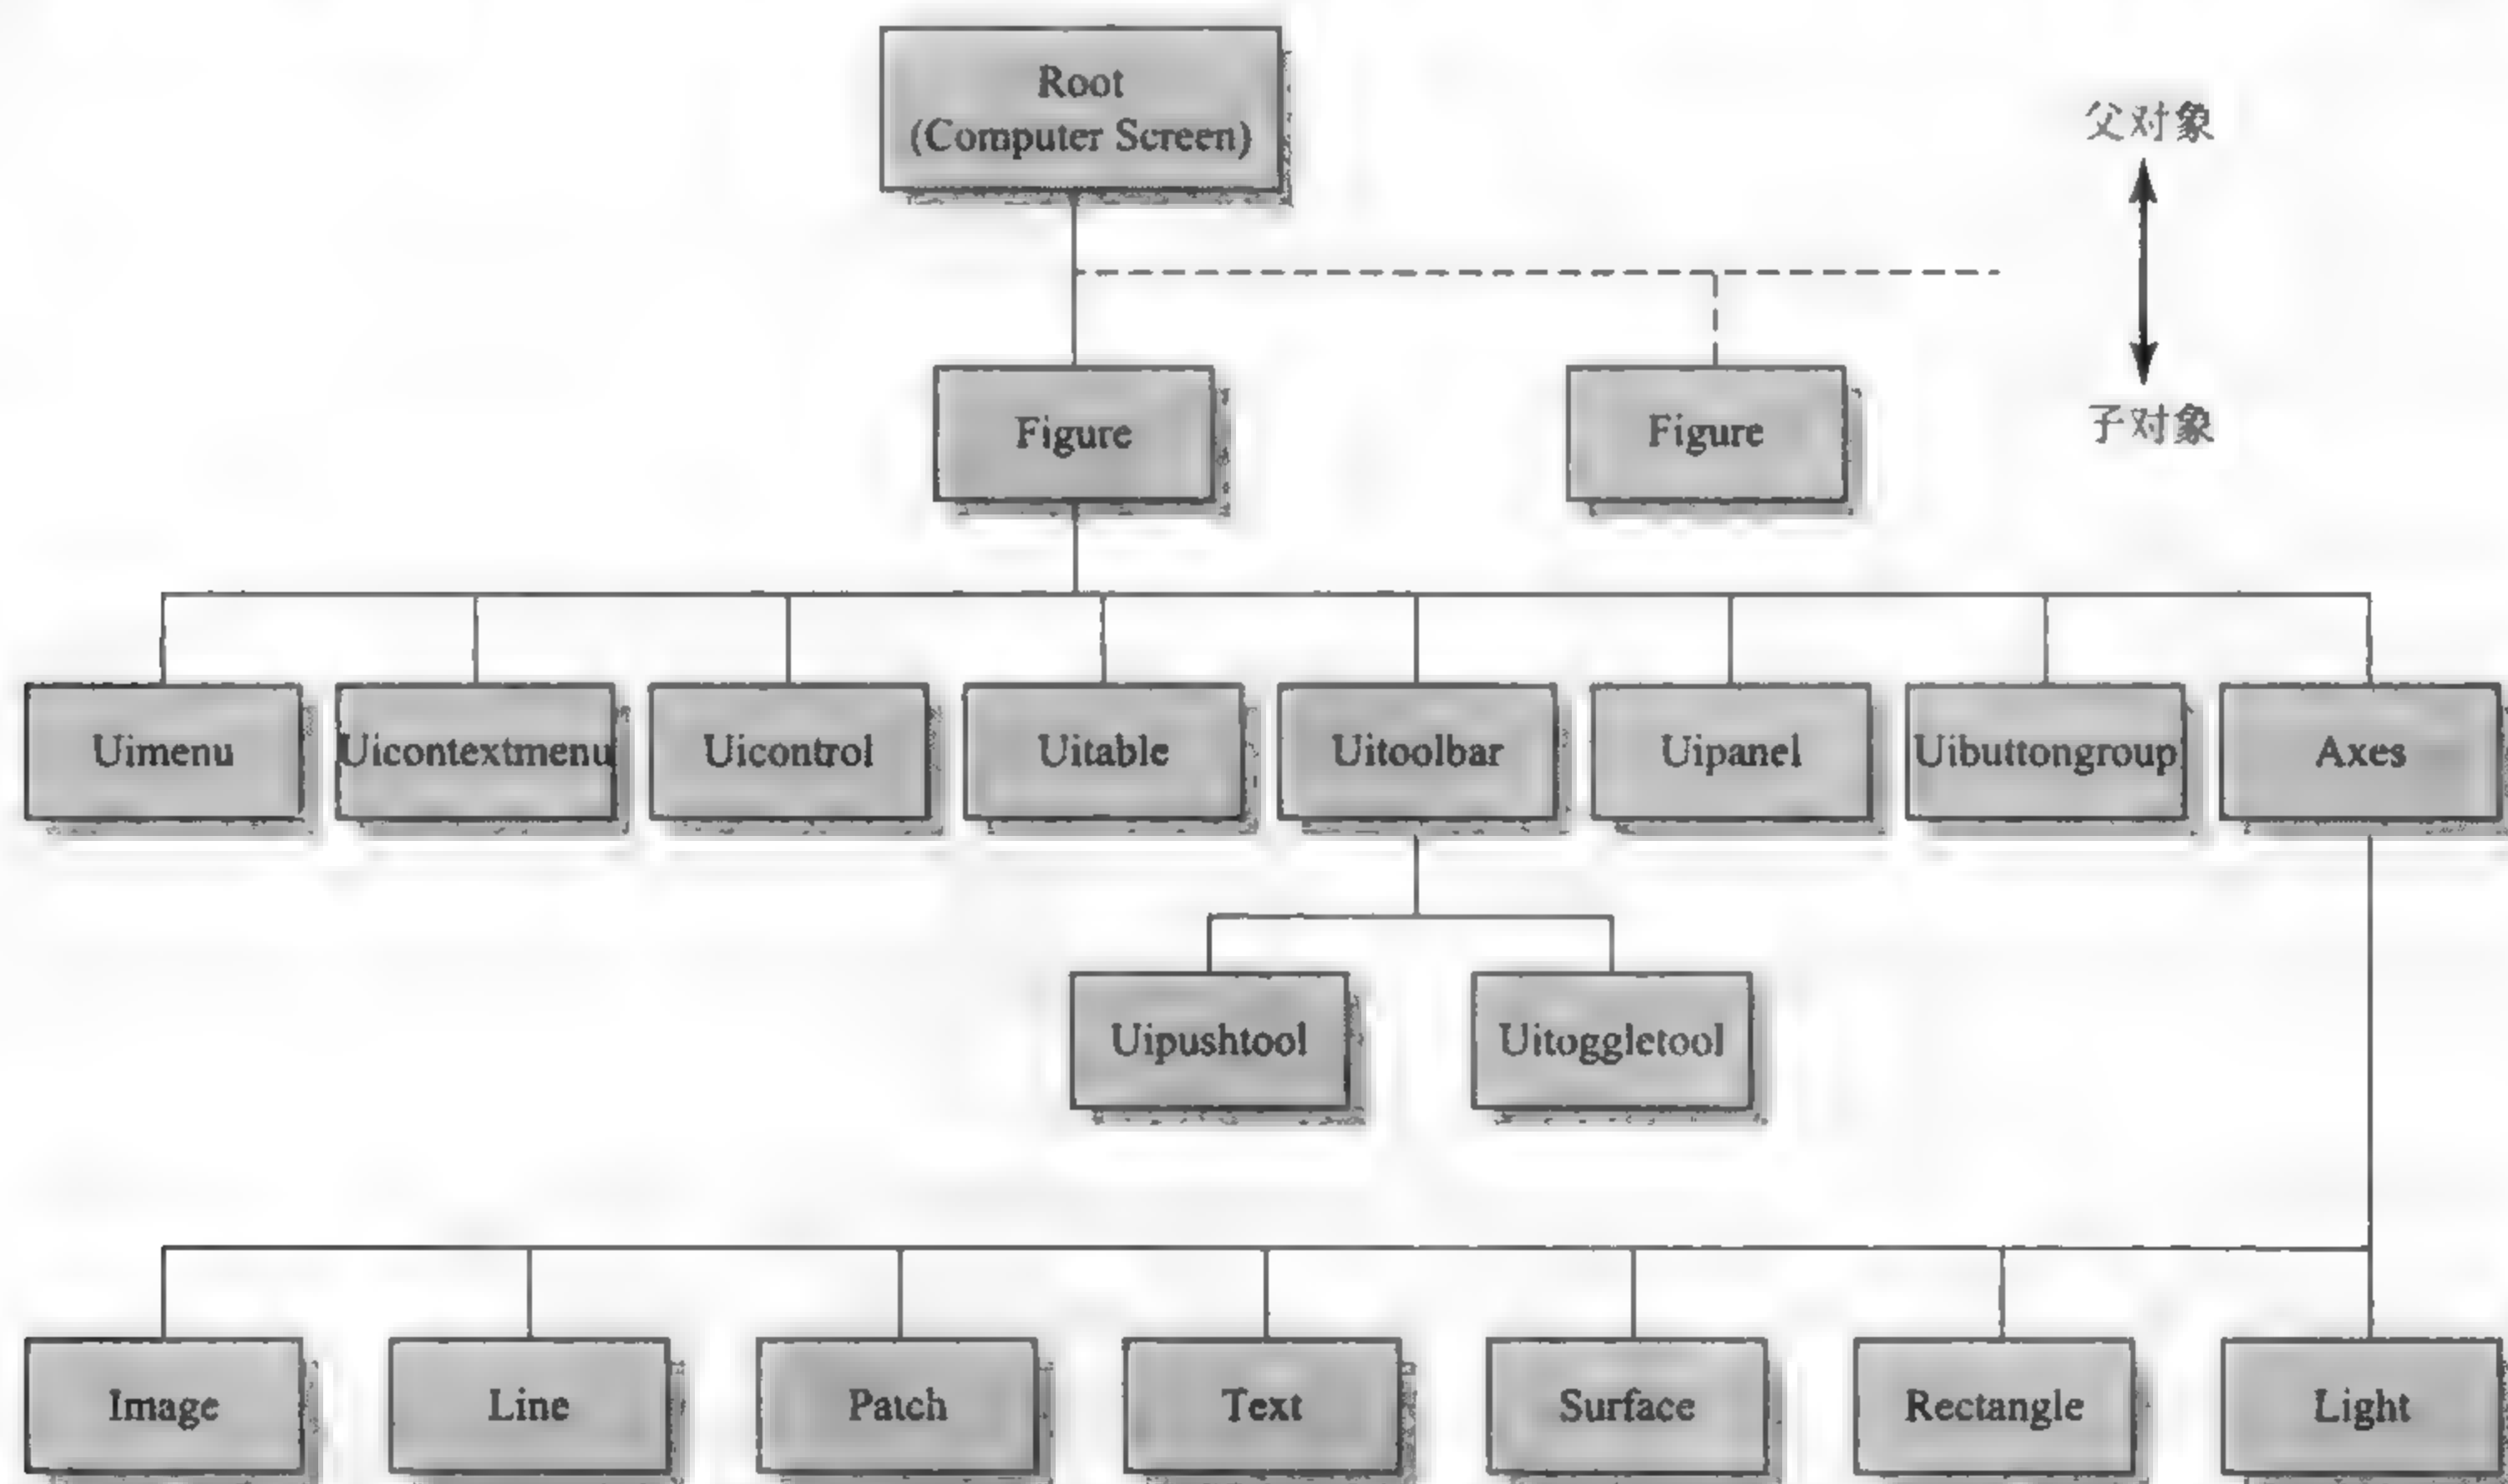 Root
(Computer Screen)
父对象
子对象
Figure
Figure
Uimenu
Uicontextmenu
Uicontrol
Uitable
Uitoolbar
Uipanel
Uibuttongroup
Axes
Uipushtool
Uitoggletool
Image
Line
Patch
Text
Surface
Rectangle
Light